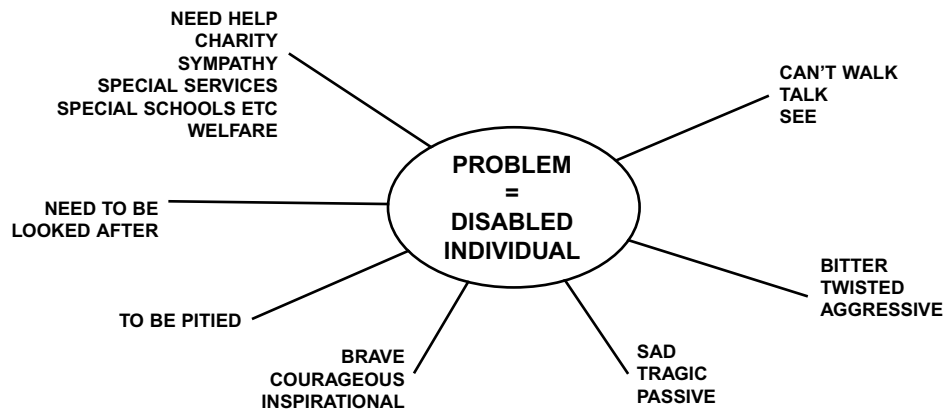 NEED HELP
CHARITY
SYMPATHY
SPECIAL SERVICES
SPECIAL SCHOOLS ETC
WELFARE
CAN'T WALK
TALK
SEE
PROBLEM
=
DISABLED
INDIVIDUAL
NEED TO BE
LOOKED AFTER
BITTER
TWISTED
AGGRESSIVE
TO BE PITIED
BRAVE
COURAGEOUS
INSPIRATIONAL
SAD
TRAGIC
PASSIVE